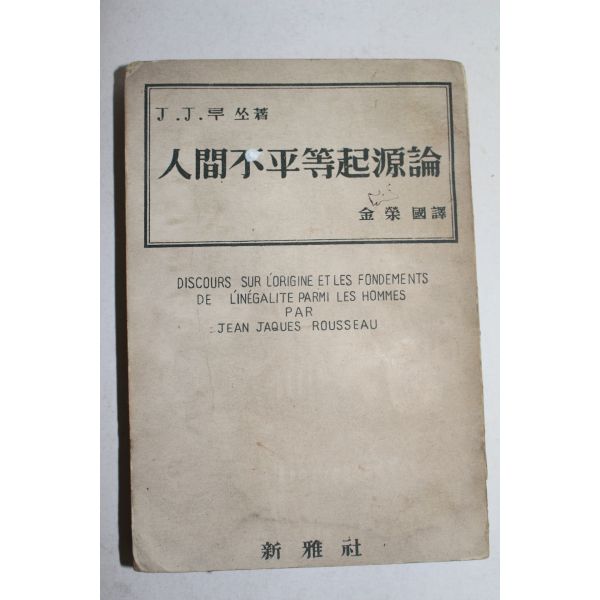 J.J.루쏘著
人間不平等起源論
金榮國譯
DISCOURS SUR L'ORIGINE ET LES FONDEMENTS
DE L'INÉGALITE PARMI LES HOMMES
PAR
JEAN JAQUES ROUSSEAU
新雅社